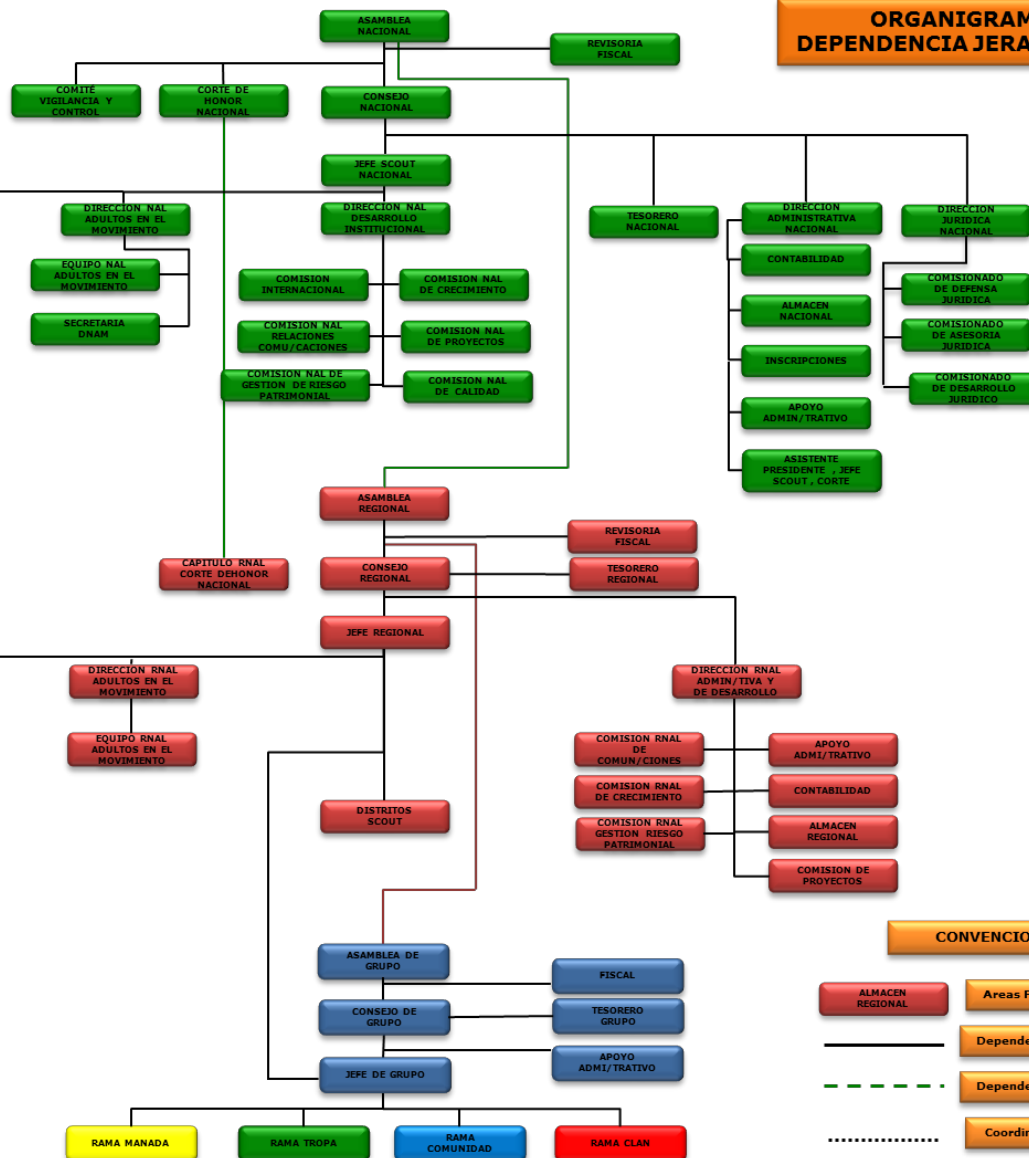 ORGANIGRAM
DEPENDENCIA JERA
ASAMBLEA
NACIONAL
REVISORIA
FISCAL
COMITÉ
VIGILANCIA Y
CONTROL
CORTE DE
HONOR
NACIONAL
CONSEJO
NACIONAL
JEFE SCOUT
NACIONAL
DIRECCION NAL
ADULTOS EN EL
MOVIMIENTO
DIRECCION NAL
DESARROLLO
INSTITUCIONAL
TESORERO
NACIONAL
DIRECCION
ADMINISTRATIVA
NACIONAL
DIRECCION
JURIDICA
NACIONAL
EQUIPO NAL
ADULTOS EN EL
MOVIMIENTO
SECRETARIA
DNAM
COMISION
INTERNACIONAL
COMISION NAL
DE CRECIMIENTO
COMISION NAL
RELACIONES
COMU/CACIONES
COMISION NAL
DE PROYECTOS
COMISION NAL DE
GESTION DE RIESGO
PATRIMONIAL
COMISION NAL
DE CALIDAD
CONTABILIDAD
ALMACEN
NACIONAL
INSCRIPCIONES
APOYO
ADMIN/TRATIVO
ASISTENTE
PRESIDENTE , JEFE
SCOUT , CORTE
COMISIONADO
DE DEFENSA
JURIDICA
COMISIONADO
DE ASESORIA
JURIDICA
COMISIONADO
DE DESARROLLO
JURIDICO
ASAMBLEA
REGIONAL
REVISORIA
FISCAL
CAPITULO RNAL
CORTE DEHONOR
NACIONAL
CONSEJO
REGIONAL
TESORERO
REGIONAL
JEFE REGIONAL
DIRECCION RNAL
ADULTOS EN EL
MOVIMIENTO
EQUIPO RNAL
ADULTOS EN EL
MOVIMIENTO
DIRECCION RNAL
ADMIN/TIVA Y
DE DESARROLLO
COMISION RNAL
DE
COMUN/CIONES
APOYO
ADMI/TRATIVO
COMISION RNAL
DE CRECIMIENTO
CONTABILIDAD
COMISION RNAL
GESTION RIESGO
PATRIMONIAL
ALMACEN
REGIONAL
COMISION DE
PROYECTOS
DISTRITOS
SCOUT
ASAMBLEA DE
GRUPO
FISCAL
CONSEJO DE
GRUPO
TESORERO
GRUPO
APOYO
ADMI/TRATIVO
JEFE DE GRUPO
RAMA MANADA
RAMA TROPA
RAMA
COMUNIDAD
RAMA CLAN
CONVENCIO
ALMACEN
REGIONAL
Areas F
Depende
Depende
Coordin